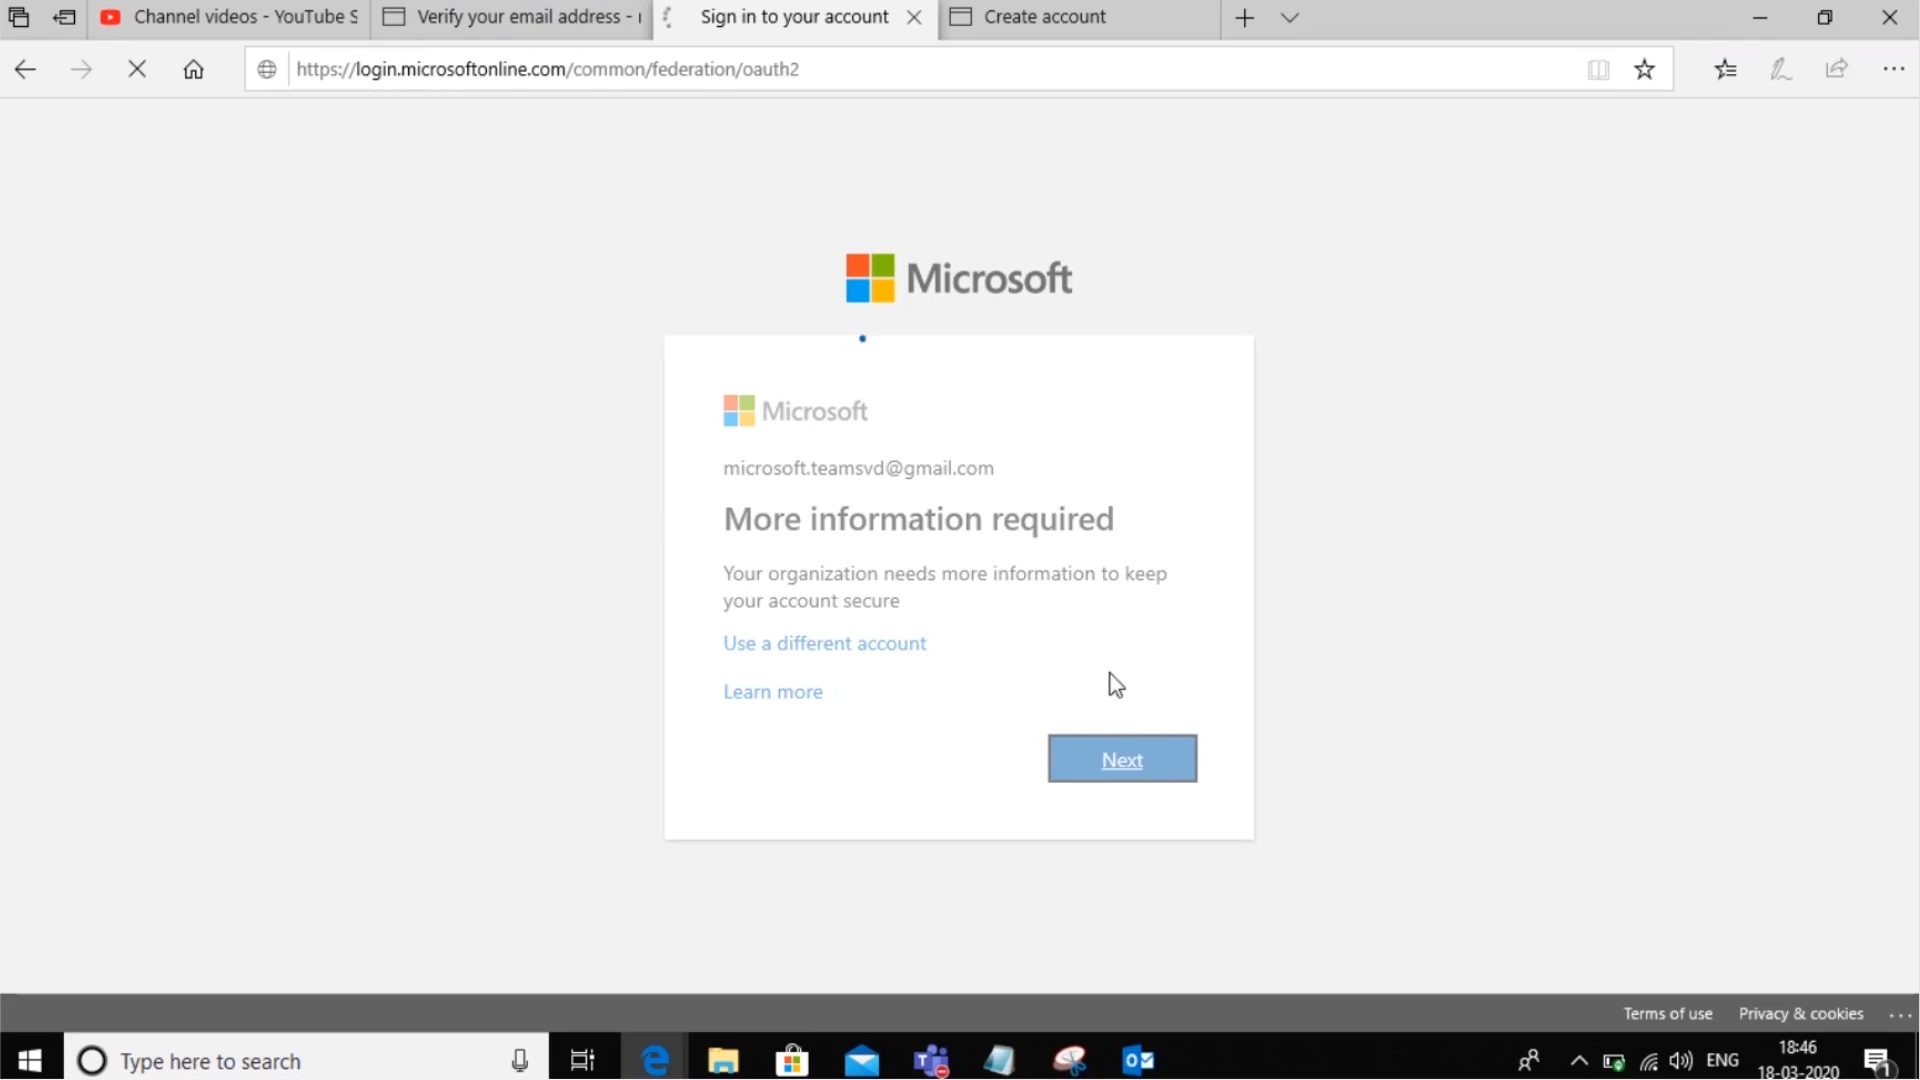 Channel videos - YouTube S
Verify your email address -
Sign in to your account
Create account
https://login.microsoftonline.com/common/federation/oauth2
Microsoft
Microsoft
microsoft.teamsvd@gmail.com
More information required
Your organization needs more information to keep
your account secure
Use a different account
Learn more
Next
Terms of use
Privacy & cookies
Type here to search
ENG
18:46
18-03-2020
1